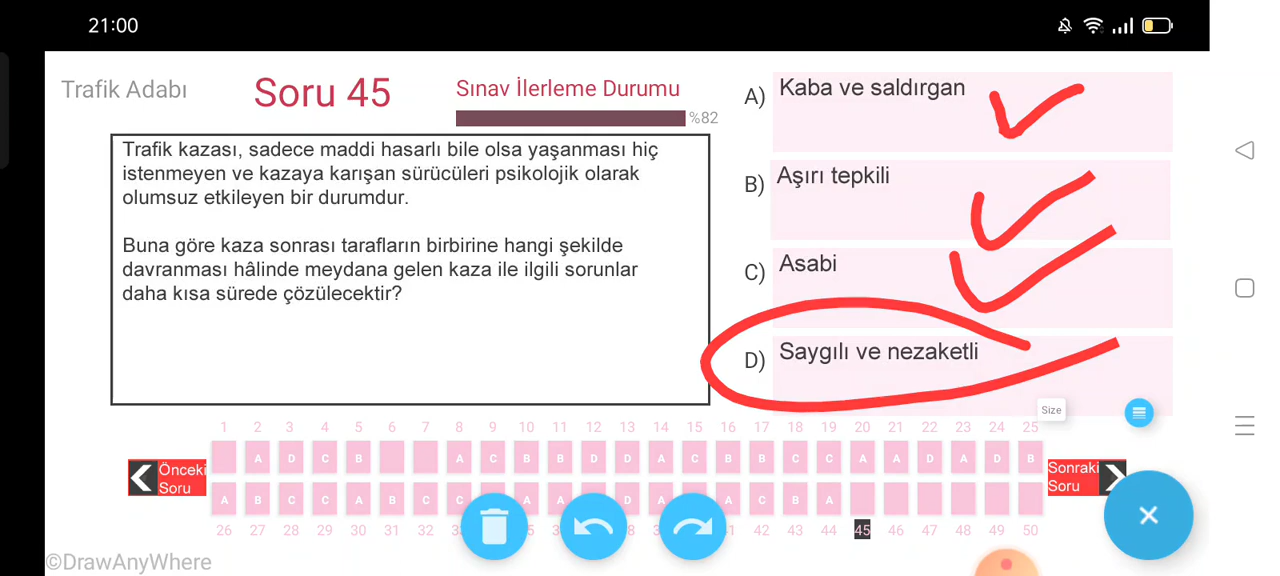 21:00
Trafik Adabı
Soru 45
Sınav İlerleme Durumu
%82
Trafik kazası, sadece maddi hasarlı bile olsa yaşanması hiç
istenmeyen ve kazaya karışan sürücüleri psikolojik olarak
olumsuz etkileyen bir durumdur.
Buna göre kaza sonrası tarafların birbirine hangi şekilde
davranması hâlinde meydana gelen kaza ile ilgili sorunlar
daha kısa sürede çözülecektir?
A) Kaba ve saldırgan
B) Aşırı tepkili
C) Asabi
D) Saygılı ve nezaketli
Size
1 2 3 4 5 6 7 8 9 10 11 12 13 14 15 16 17 18 19 20 21 22 23 24 25
A D C B A C B B D D A C B B C C A A D A D B
Önceki
Soru
Sonraki
Soru
A B C C A B C C A D A C B A
26 27 28 29 30 31 32 42 43 44 45 46 47 48 49 50
©DrawAnyWhere